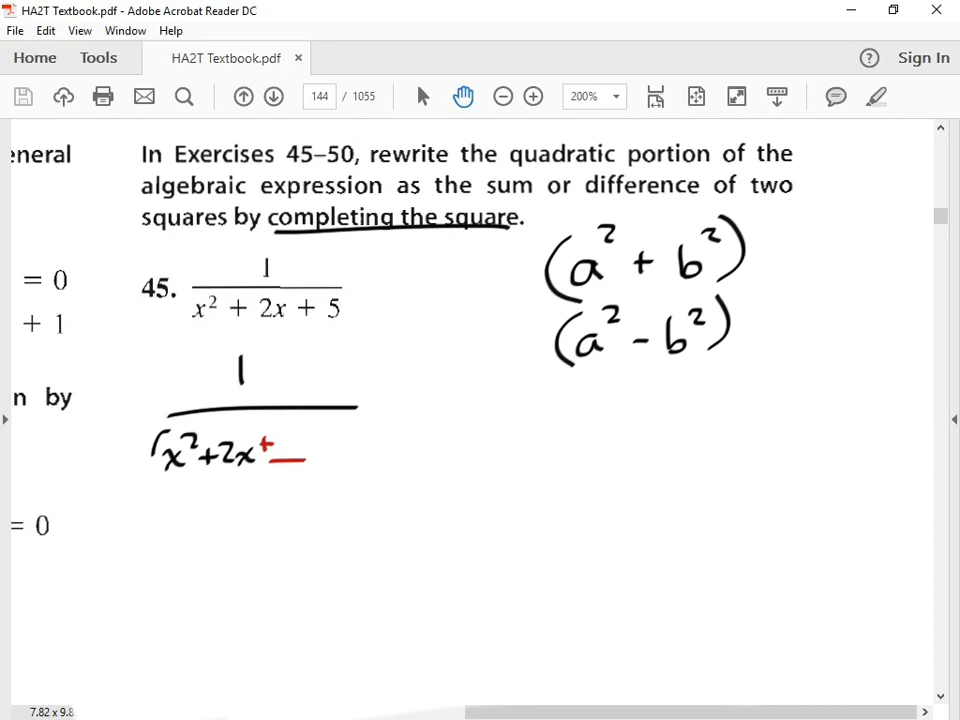 HA2T Textbook.pdf - Adobe Acrobat Reader DC
File Edit View Window Help
Home Tools HA2T Textbook.pdf × Sign In
144 / 1055 200%
eneral
= 0
+ 1
n by
= 0
In Exercises 45–50, rewrite the quadratic portion of the
algebraic expression as the sum or difference of two
squares by completing the square.
45. 1
x² + 2x + 5
(a² + b²)
(a² - b²)
1
(x²+2x+_
7.82 x 9.8